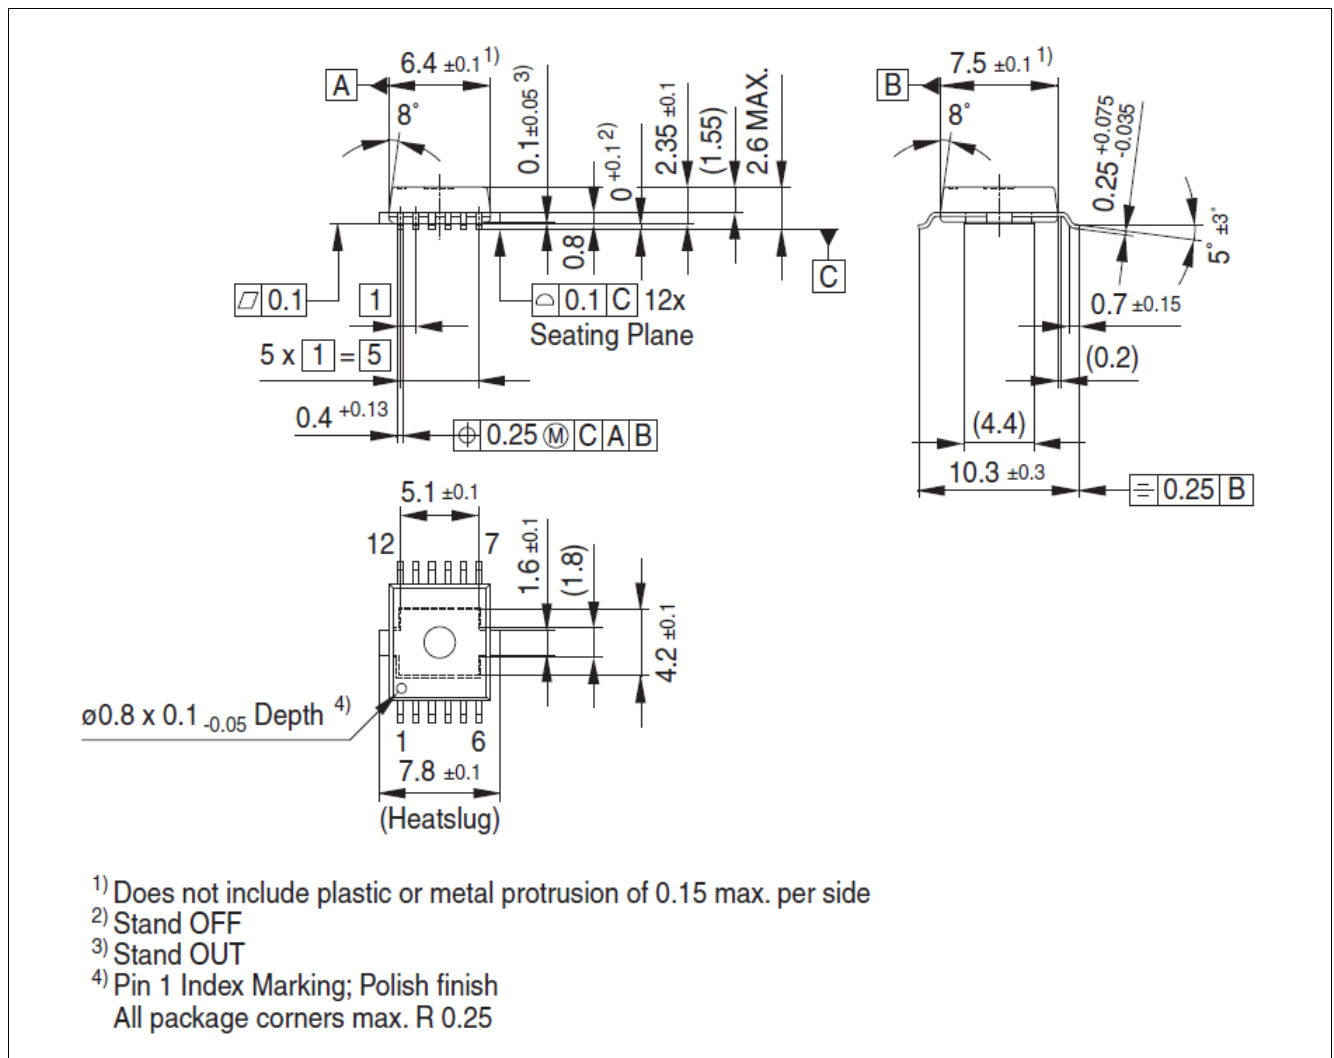 A
6.4 ±0.1 1)
8°
0.1±0.05 3)
0 +0.1 2)
2.35 ±0.1
(1.55)
2.6 MAX.
0.8
C
0.1
1
0.1 C 12x
Seating Plane
5 x 1 = 5
0.4 +0.13
0.25 Ⓜ C A B
B
7.5 ±0.1 1)
8°
0.25 +0.075 -0.035
5° ±3°
0.7 ±0.15
(0.2)
(4.4)
10.3 ±0.3
0.25 B
5.1 ±0.1
12 7
1.6 ±0.1
(1.8)
4.2 ±0.1
ø0.8 x 0.1 -0.05 Depth 4)
1 6
7.8 ±0.1
(Heatslug)
1) Does not include plastic or metal protrusion of 0.15 max. per side
2) Stand OFF
3) Stand OUT
4) Pin 1 Index Marking; Polish finish
All package corners max. R 0.25